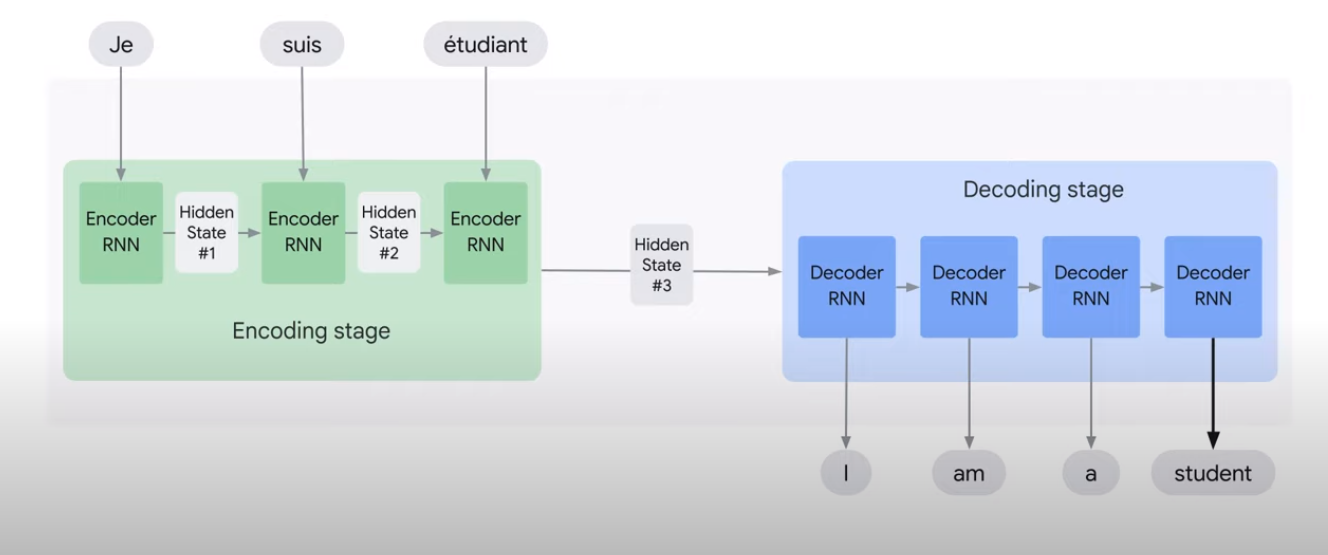 Je suis étudiant
Encoder
RNN
Hidden
State
#1
Encoder
RNN
Hidden
State
#2
Encoder
RNN
Encoding stage
Hidden
State
#3
Decoding stage
Decoder
RNN
Decoder
RNN
Decoder
RNN
Decoder
RNN
I am a student